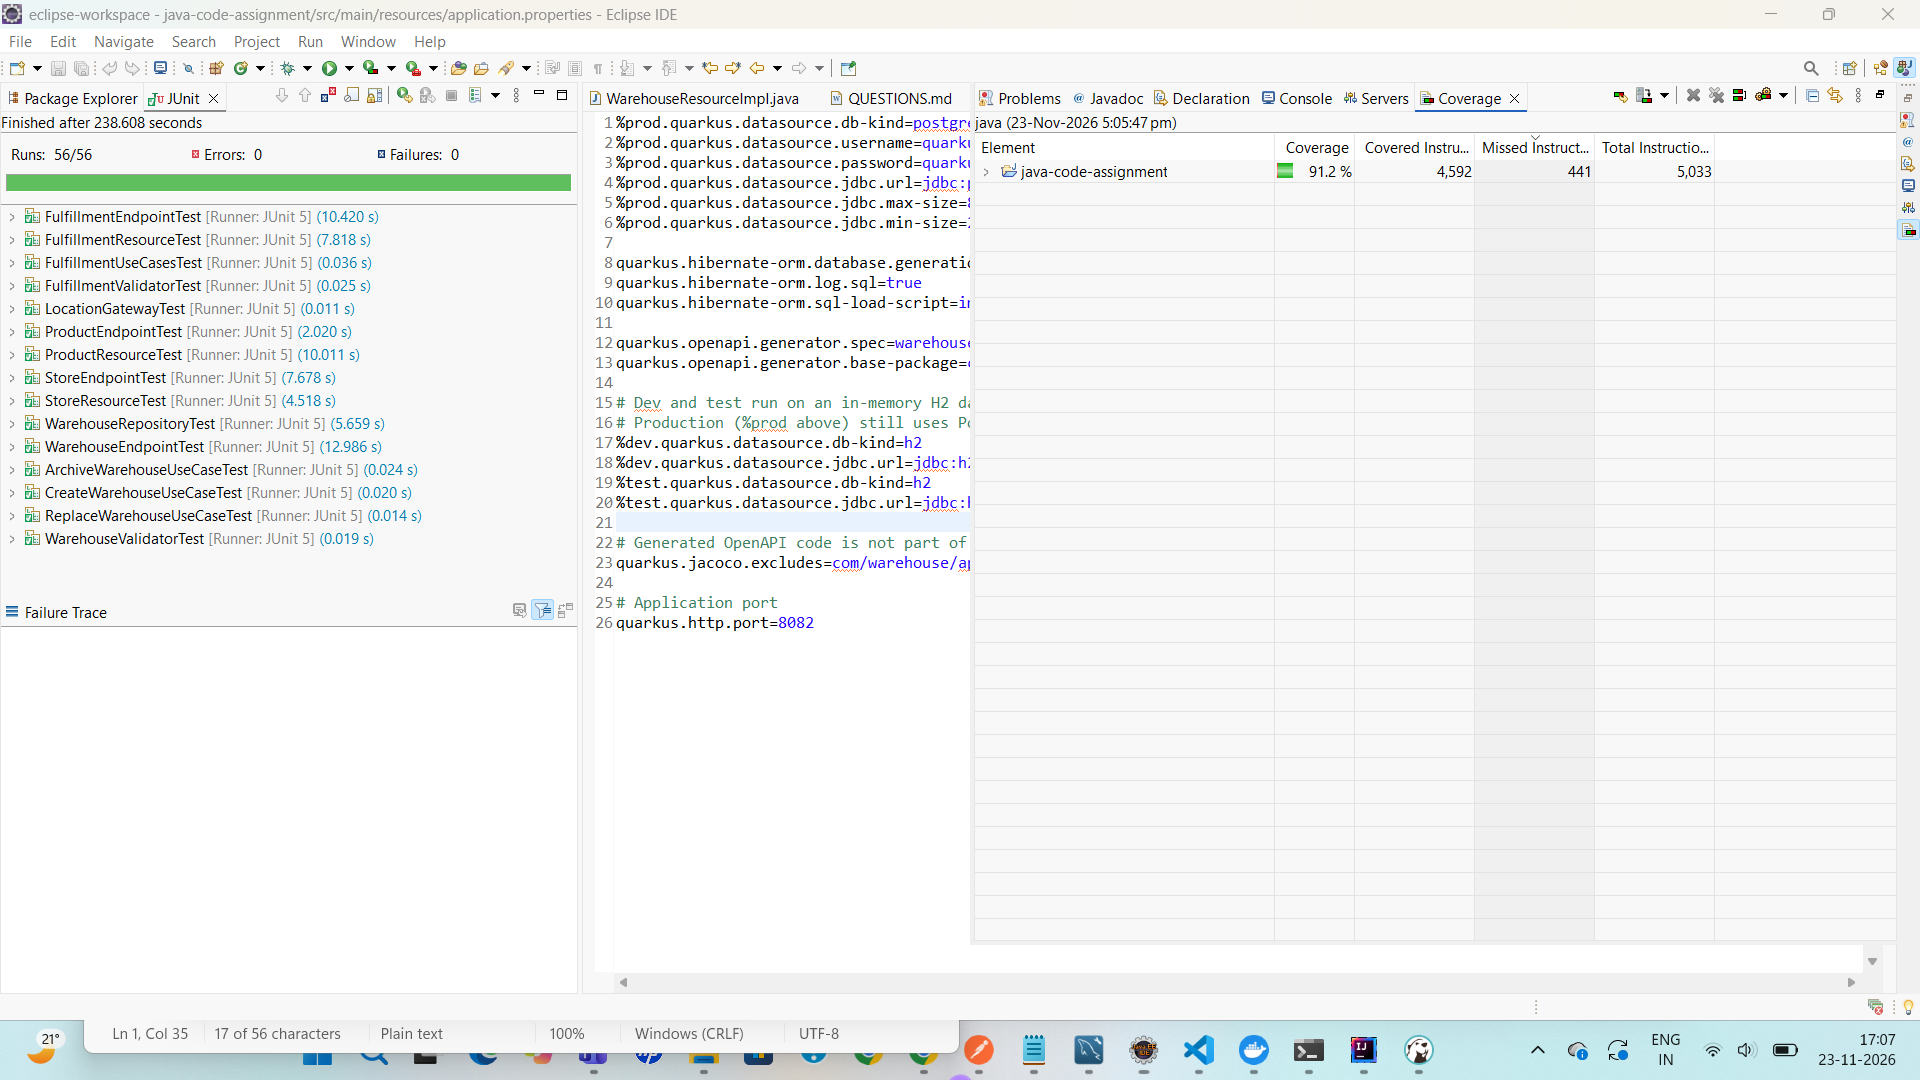 eclipse-workspace - java-code-assignment/src/main/resources/application.properties - Eclipse IDE
File Edit Navigate Search Project Run Window Help
Package Explorer JUnit
Finished after 238.608 seconds
Runs: 56/56 Errors: 0 Failures: 0
FulfillmentEndpointTest [Runner: JUnit 5] (10.420 s)
FulfillmentResourceTest [Runner: JUnit 5] (7.818 s)
FulfillmentUseCasesTest [Runner: JUnit 5] (0.036 s)
FulfillmentValidatorTest [Runner: JUnit 5] (0.025 s)
LocationGatewayTest [Runner: JUnit 5] (0.011 s)
ProductEndpointTest [Runner: JUnit 5] (2.020 s)
ProductResourceTest [Runner: JUnit 5] (10.011 s)
StoreEndpointTest [Runner: JUnit 5] (7.678 s)
StoreResourceTest [Runner: JUnit 5] (4.518 s)
WarehouseRepositoryTest [Runner: JUnit 5] (5.659 s)
WarehouseEndpointTest [Runner: JUnit 5] (12.986 s)
ArchiveWarehouseUseCaseTest [Runner: JUnit 5] (0.024 s)
CreateWarehouseUseCaseTest [Runner: JUnit 5] (0.020 s)
ReplaceWarehouseUseCaseTest [Runner: JUnit 5] (0.014 s)
WarehouseValidatorTest [Runner: JUnit 5] (0.019 s)
Failure Trace
WarehouseResourceImpl.java QUESTIONS.md
1 %prod.quarkus.datasource.db-kind=postgre
2 %prod.quarkus.datasource.username=quark
3 %prod.quarkus.datasource.password=quark
4 %prod.quarkus.datasource.jdbc.url=jdbc:p
5 %prod.quarkus.datasource.jdbc.max-size=8
6 %prod.quarkus.datasource.jdbc.min-size=2
7
8 quarkus.hibernate-orm.database.generatio
9 quarkus.hibernate-orm.log.sql=true
10 quarkus.hibernate-orm.sql-load-script=i
11
12 quarkus.openapi.generator.spec=warehouse
13 quarkus.openapi.generator.base-package=
14
15 # Dev and test run on an in-memory H2 da
16 # Production (%prod above) still uses Po
17 %dev.quarkus.datasource.db-kind=h2
18 %dev.quarkus.datasource.jdbc.url=jdbc:h2
19 %test.quarkus.datasource.db-kind=h2
20 %test.quarkus.datasource.jdbc.url=jdbc:h
21
22 # Generated OpenAPI code is not part of
23 quarkus.jacoco.excludes=com/warehouse/ap
24
25 # Application port
26 quarkus.http.port=8082
Problems Javadoc Declaration Console Servers Coverage
java (23-Nov-2026 5:05:47 pm)
Element Coverage Covered Instru... Missed Instruct... Total Instructio...
java-code-assignment 91.2 % 4,592 441 5,033
Ln 1, Col 35 17 of 56 characters Plain text 100% Windows (CRLF) UTF-8
21°
ENG
IN
17:07
23-11-2026